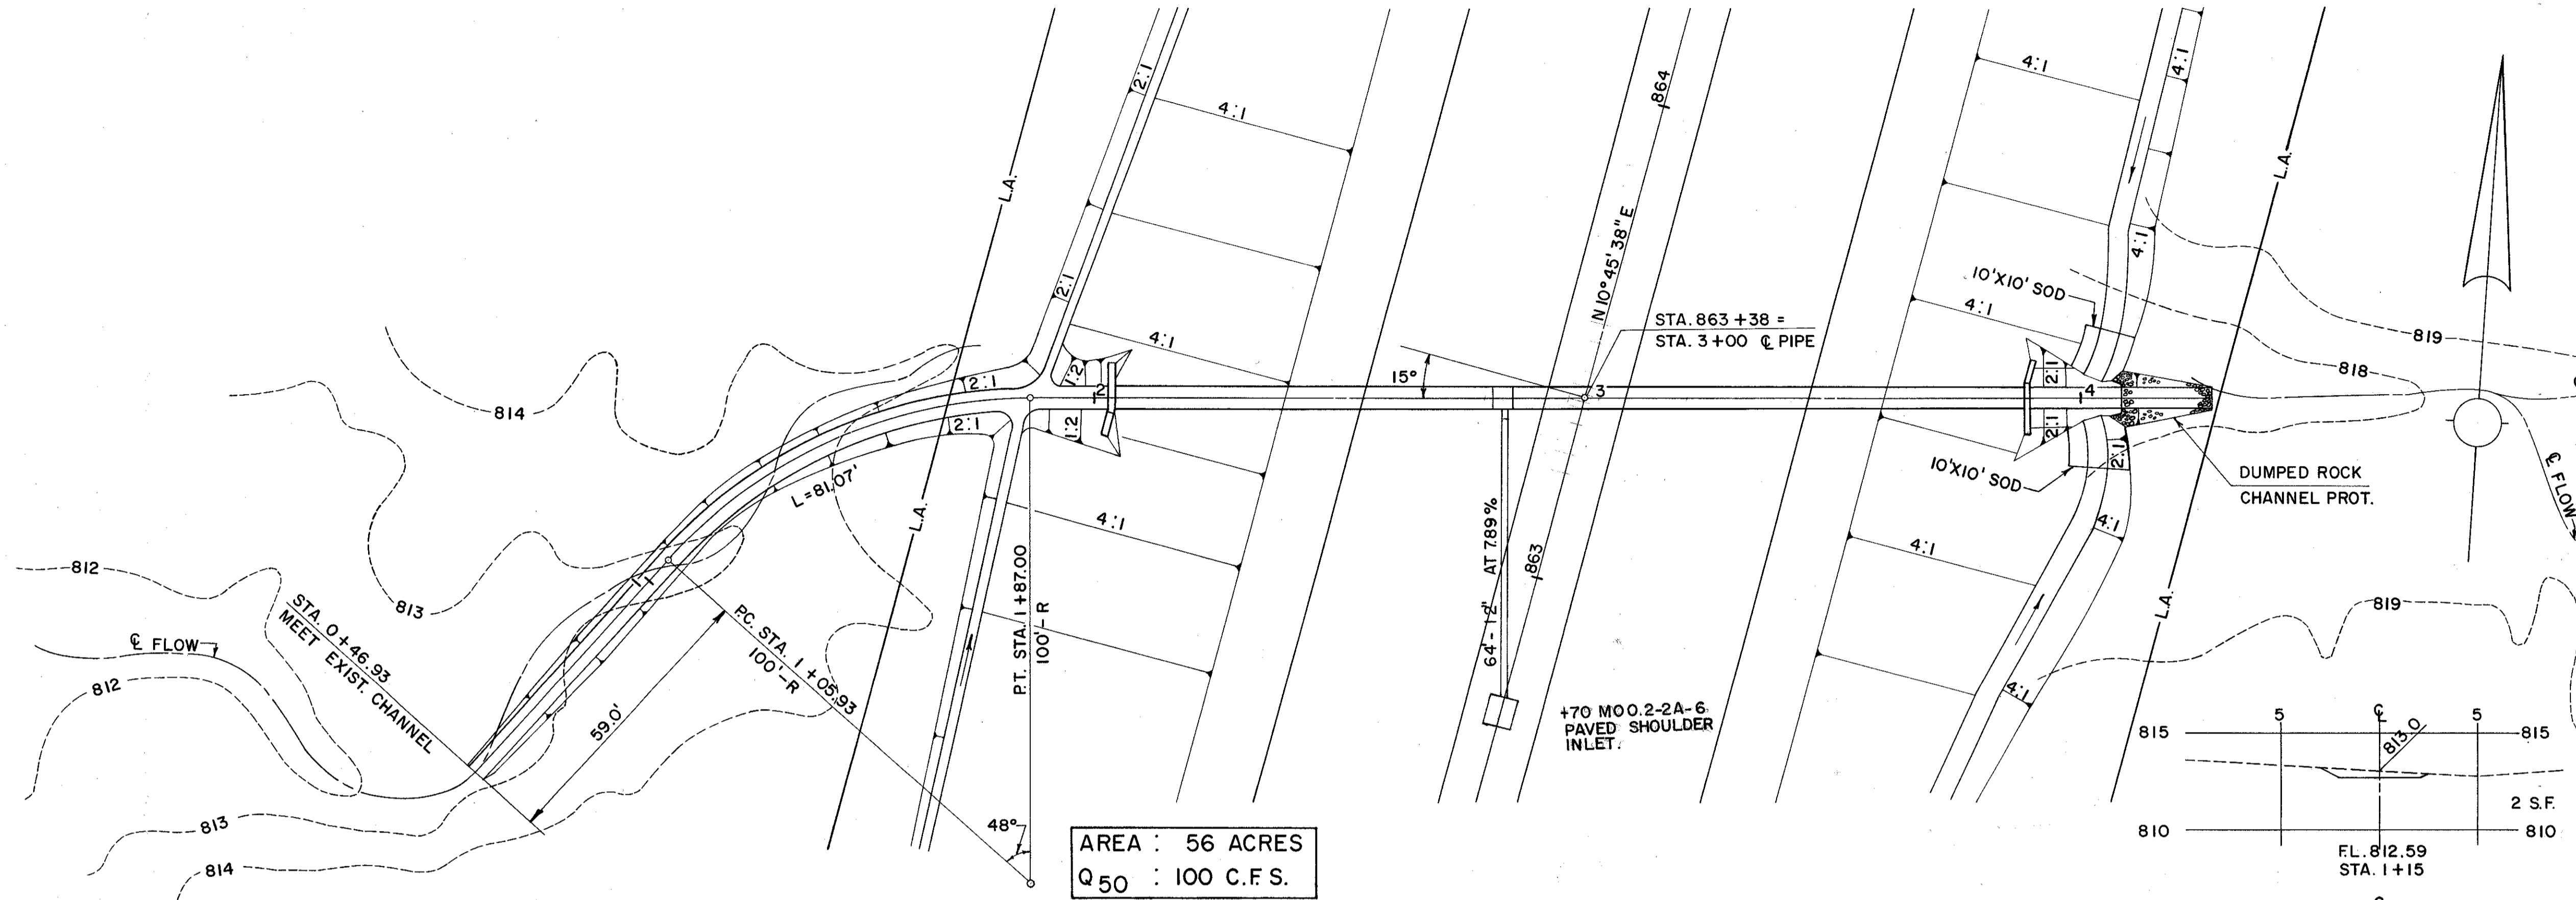 2:1
4:1
864
4:1
4:1
L.A.
L.A.
N 10° 45' 38" E
4:1
2:1
10'X10' SOD
4:1
STA. 863 + 38 =
STA. 3+00 ℄ PIPE
4:1
819
818
814
2:1
1:2
2
15°
3
2:1
4
2:1
1:2
2:1
2:1
10'X10' SOD
DUMPED ROCK
CHANNEL PROT.
℄ FLOW
L=81.07'
L.A.
4:1
4:1
4:1
64'-12" AT 7.89%
863
812
813
1
STA. 0+46.93
MEET EXIST. CHANNEL
P.C. STA. 1+05.93
100'-R
P.T. STA. 1+87.00
100'-R
L.A.
819
℄ FLOW
812
59.0'
4:1
+70 MOO.2-2A-6
PAVED SHOULDER
INLET.
5
℄
5
815
813.0
815
2 S.F.
810
810
F.L. 812.59
STA. 1+15
813
814
48°
AREA : 56 ACRES
Q50 : 100 C.F.S.